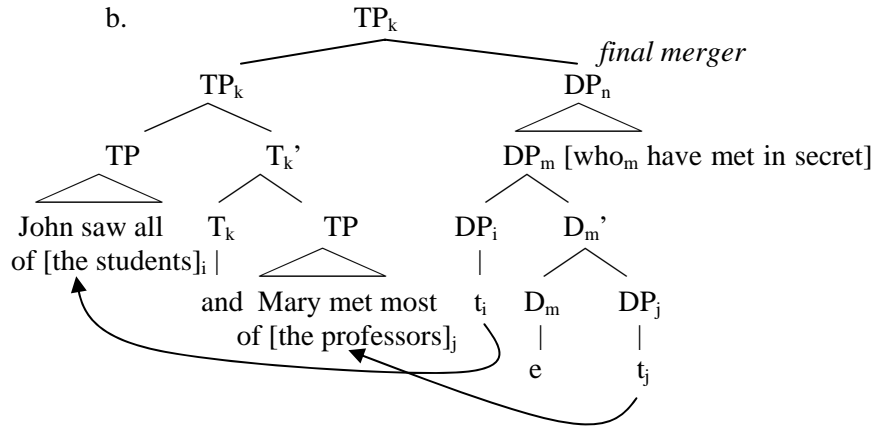 b. TPk
final merger
TPk DPn
TP Tk’ DPm [whom have met in secret]
John saw all Tk TP DPi Dm’
of [the students]i
and Mary met most ti Dm DPj
of [the professors]j
e tj